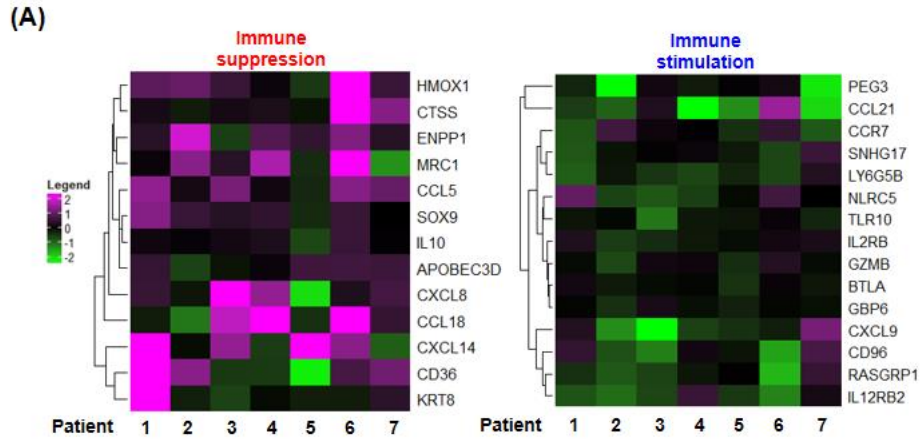 (A)
Immune
suppression
HMOX1
CTSS
ENPP1
MRC1
CCL5
SOX9
IL10
APOBEC3D
CXCL8
CCL18
CXCL14
CD36
KRT8
Legend
2
1
0
-1
-2
Patient 1 2 3 4 5 6 7
Immune
stimulation
PEG3
CCL21
CCR7
SNHG17
LY6G5B
NLRC5
TLR10
IL2RB
GZMB
BTLA
GBP6
CXCL9
CD96
RASGRP1
IL12RB2
Patient 1 2 3 4 5 6 7